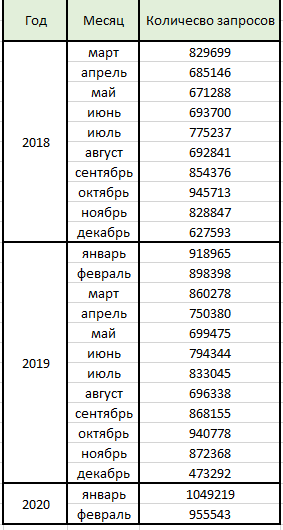 Год Месяц Количесво запросов
2018
март 829699
апрель 685146
май 671288
июнь 693700
июль 775237
август 692841
сентябрь 854376
октябрь 945713
ноябрь 828847
декабрь 627593
2019
январь 918965
февраль 898398
март 860278
апрель 750380
май 699475
июнь 794344
июль 833045
август 696338
сентябрь 868155
октябрь 940778
ноябрь 872368
декабрь 473292
2020
январь 1049219
февраль 955543